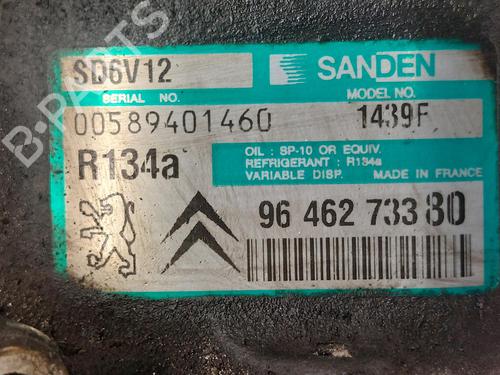 SD6V12
SANDEN
SERIAL NO.
MODEL NO.
00589401460
1439F
R134a
OIL : SP-10 OR EQUIV.
REFRIGERANT : R134a
VARIABLE DISP. MADE IN FRANCE
96 462 733 80
B-PARTS